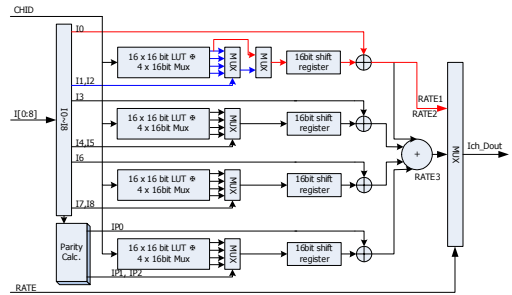 CHID
I0
16 x 16 bit LUT Φ
4 x 16bit Mux
MUX
MUX
16bit shift
register
I1,I2
I3
RATE1
RATE2
I[0:8]
I0~I8
16 x 16 bit LUT Φ
4 x 16bit Mux
MUX
16bit shift
register
I4,I5
I6
+
MUX
Ich_Dout
RATE3
16 x 16 bit LUT Φ
4 x 16bit Mux
MUX
16bit shift
register
I7,I8
Parity
Calc.
IP0
16 x 16 bit LUT Φ
4 x 16bit Mux
MUX
16bit shift
register
IP1, IP2
RATE